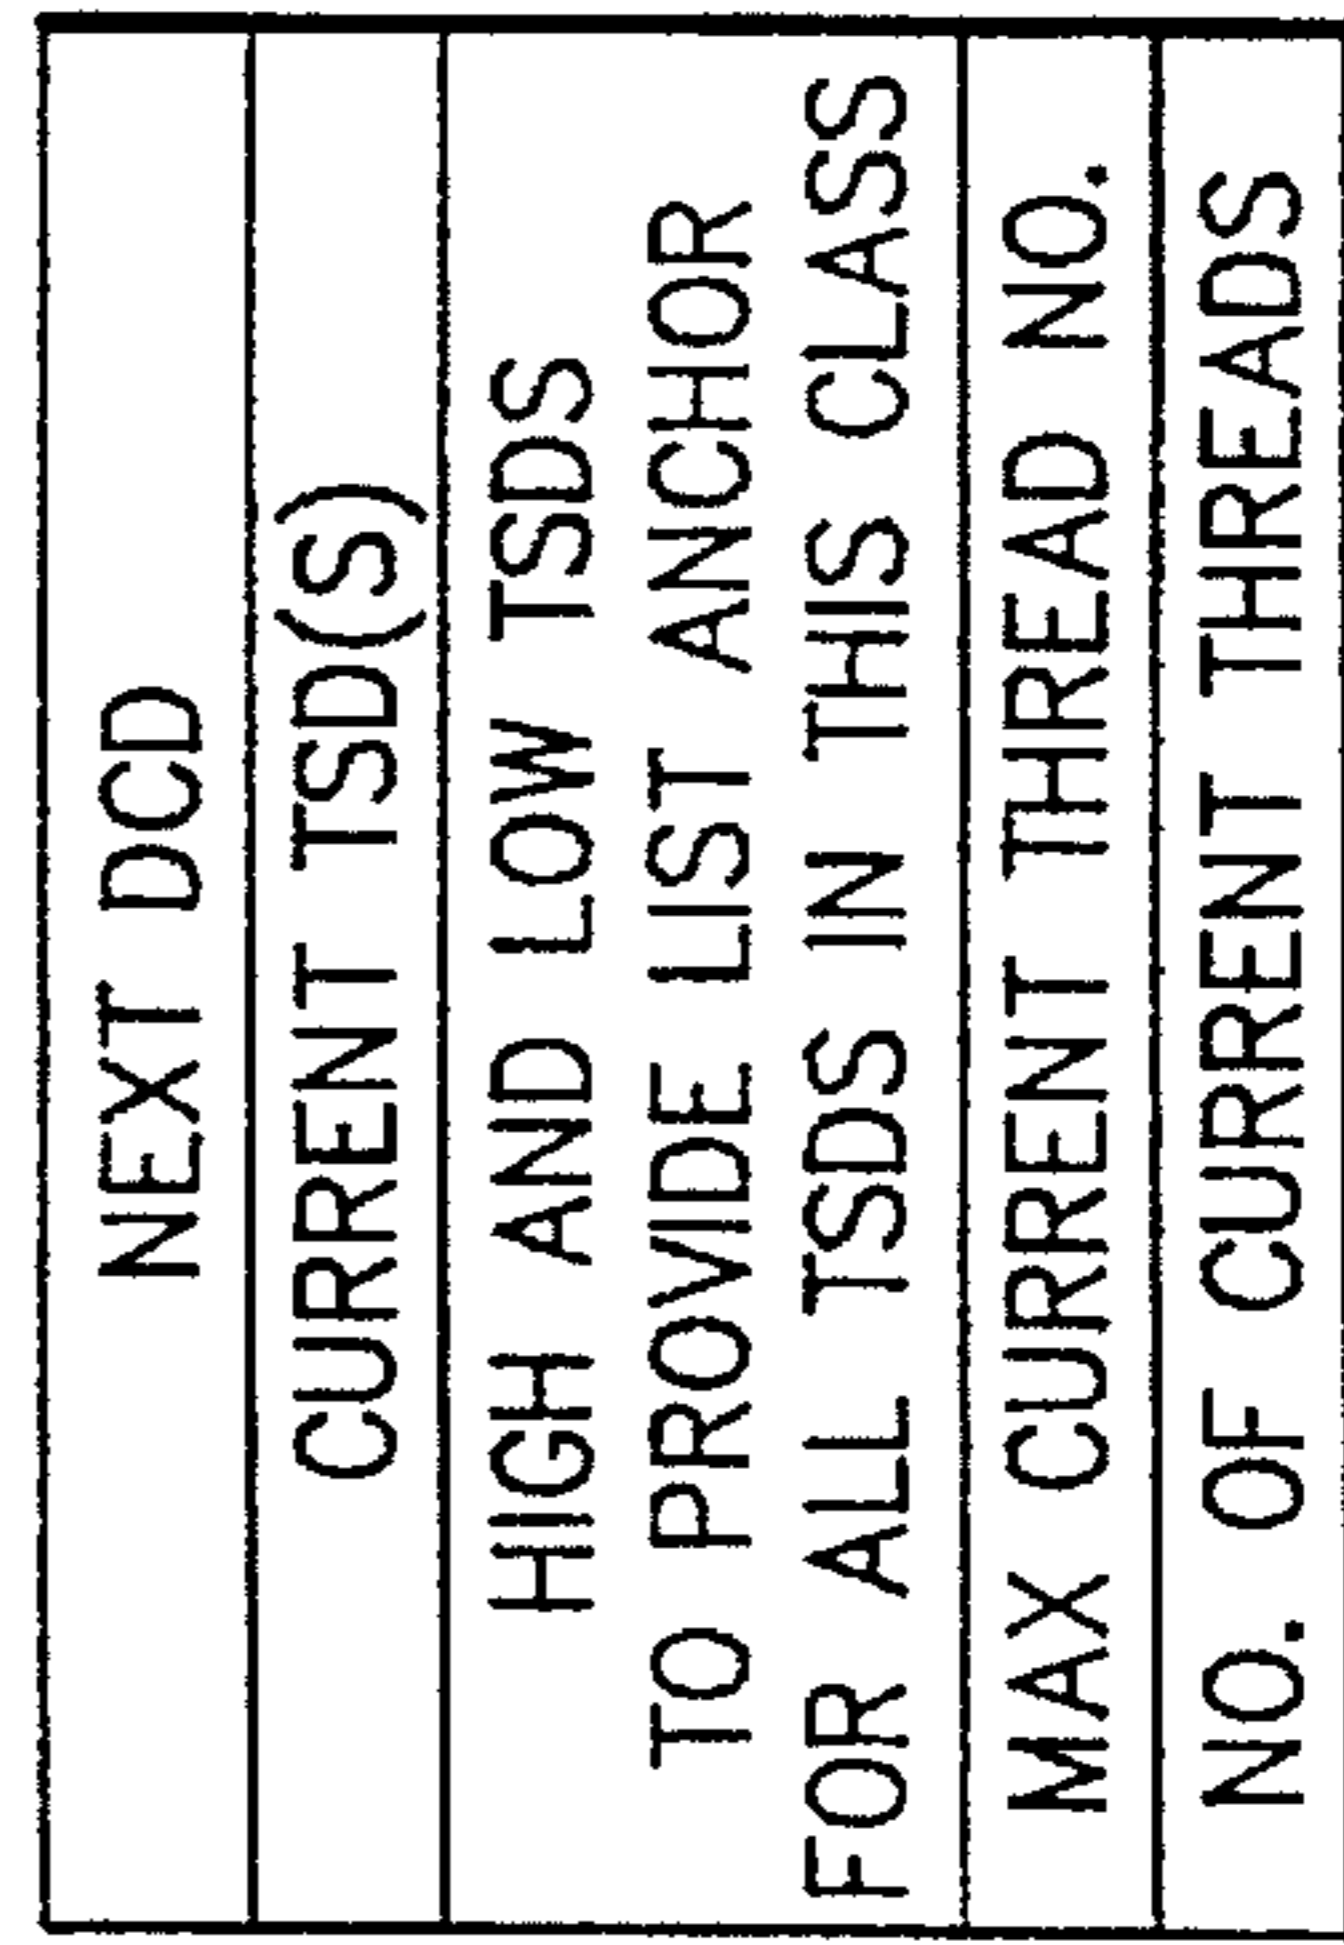 NEXT DCD
CURRENT TSD(S)
HIGH AND LOW TSDS
TO PROVIDE LIST ANCHOR
FOR ALL TSDS IN THIS CLASS
MAX CURRENT THREAD NO.
NO. OF CURRENT THREADS